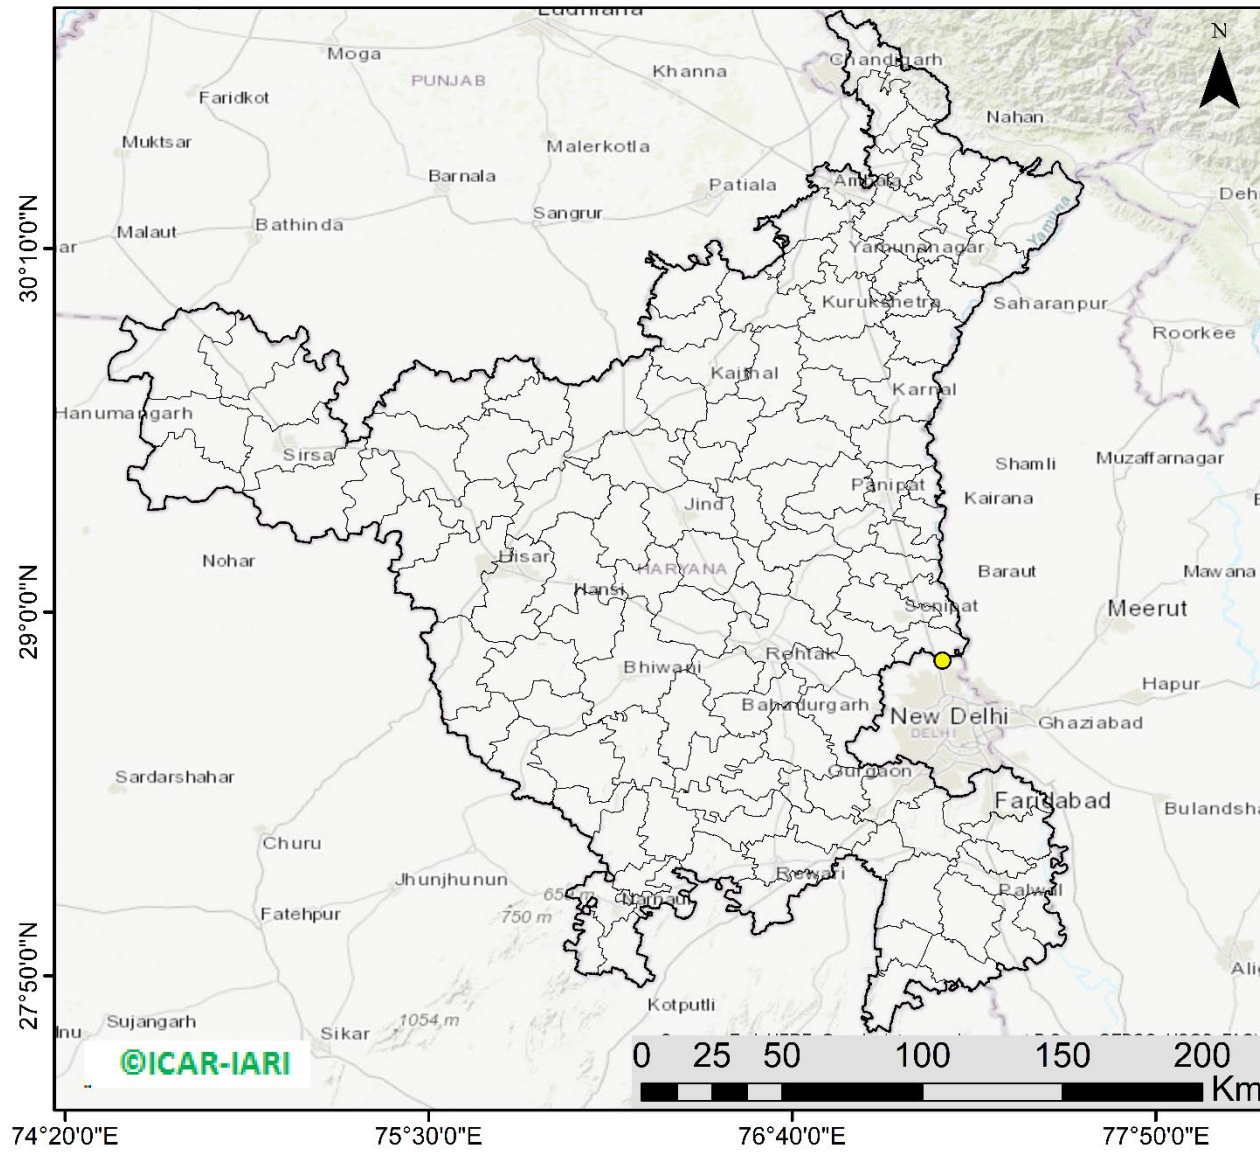 Ludhiana
N
Moga
Chandigarh
Khanna
PUNJAB
Faridkot
Nahan
Muktsar
Malerkotla
Barnala
Patiala
Ambala
Sangrur
Bathinda
Malaut
Yamuna
Yamunanagar
30°10'0"N
Kurukshetra
Saharanpur
Roorkee
Kaithal
Karnal
Hanumangarh
Sirsa
Shamli
Muzaffarnagar
Panipat
Kairana
Jind
Nohar
Hisar
HARYANA
Baraut
Mawana
Hansi
29°0'0"N
Sonipat
Meerut
Rohtak
Bhiwani
Hapur
Bahadurgarh
New Delhi
DELHI
Ghaziabad
Sardarshahar
Gurgaon
Faridabad
Bulandsha
Churu
Jhunjhunun
Rewari
Palwal
Narnaul
750 m
Fatehpur
27°50'0"N
Kotputli
Sujangarh
1054 m
Sikar
©ICAR-IARI
0 25 50 100 150 200
Km
74°20'0"E 75°30'0"E 76°40'0"E 77°50'0"E